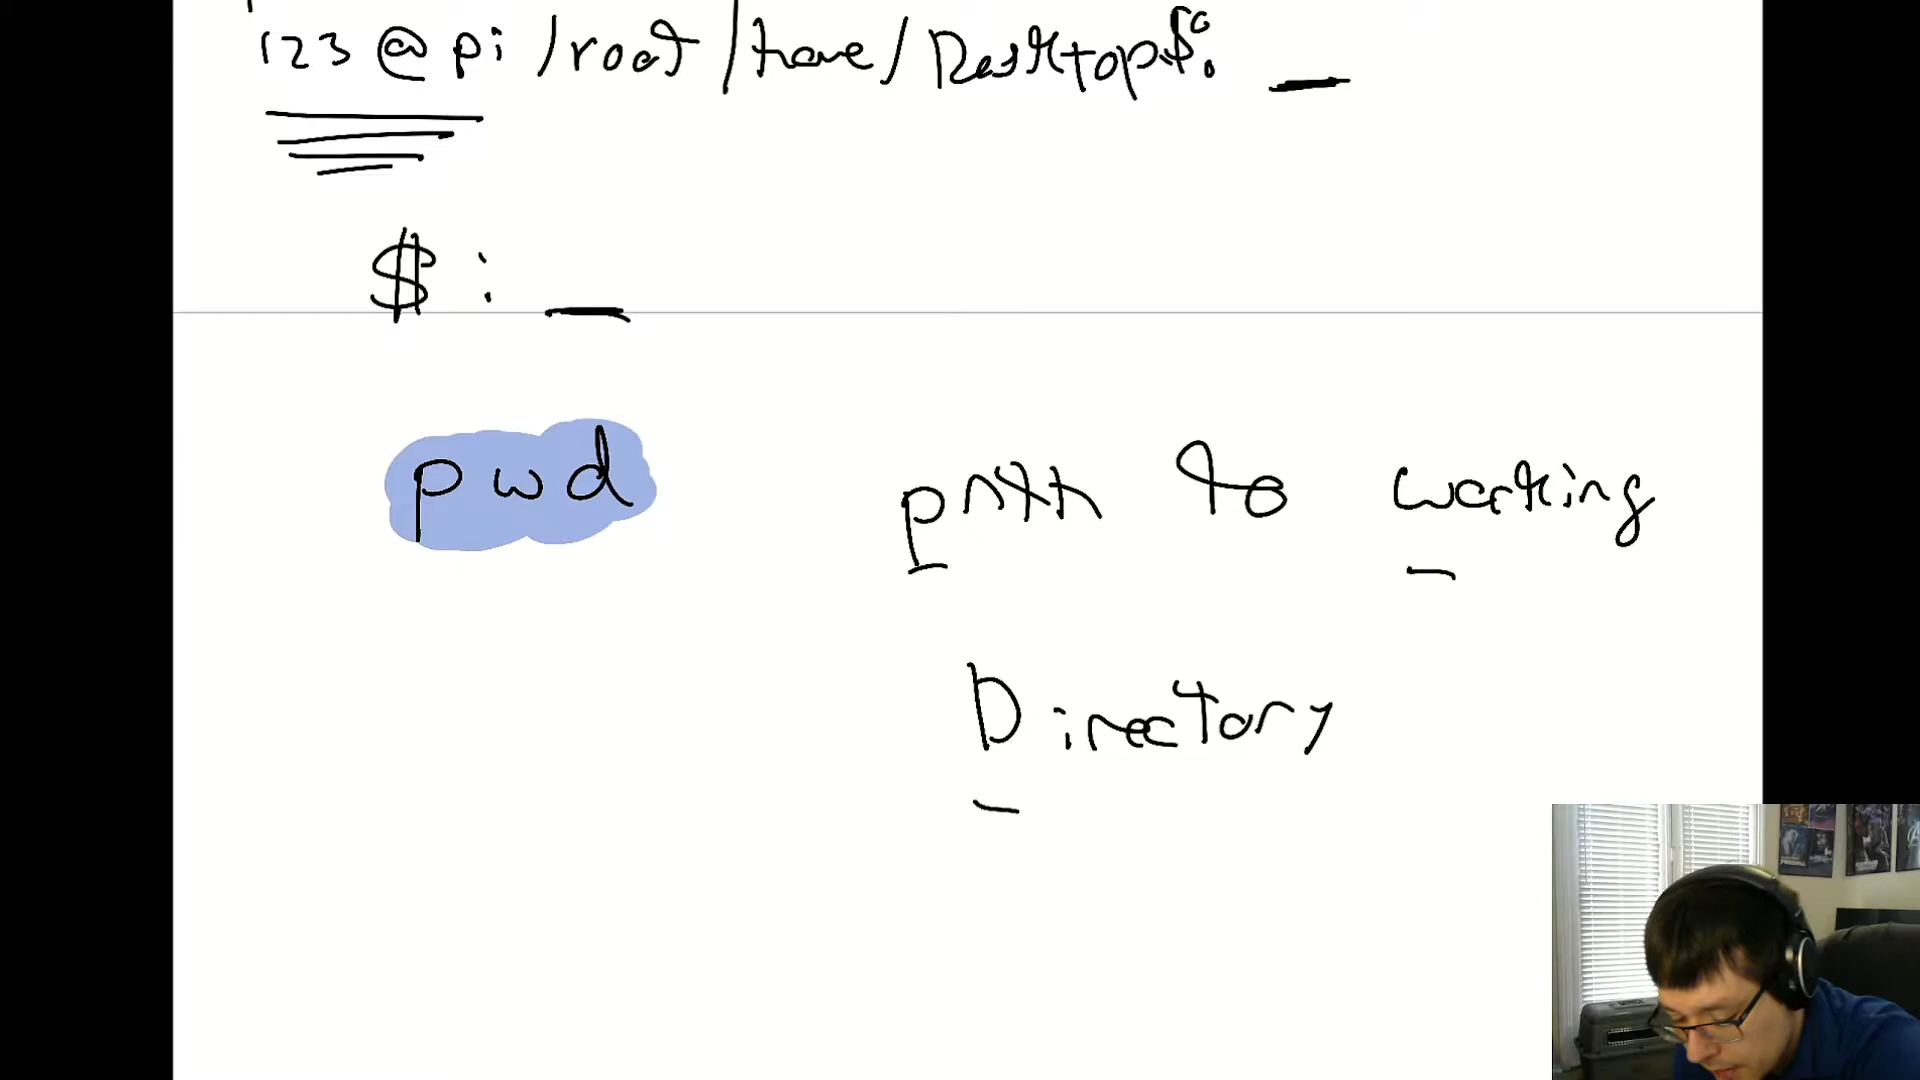 123@pi/root/home/Desktop$:
$:
pwd
path to working
Directory